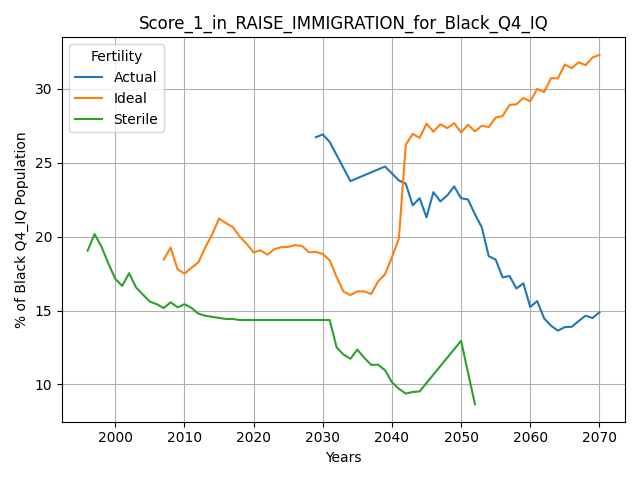 Score_1_in_RAISE_IMMIGRATION_for_Black_Q4_IQ
Fertility
Actual
Ideal
Sterile
% of Black Q4_IQ Population
30
25
20
15
10
2000 2010 2020 2030 2040 2050 2060 2070
Years